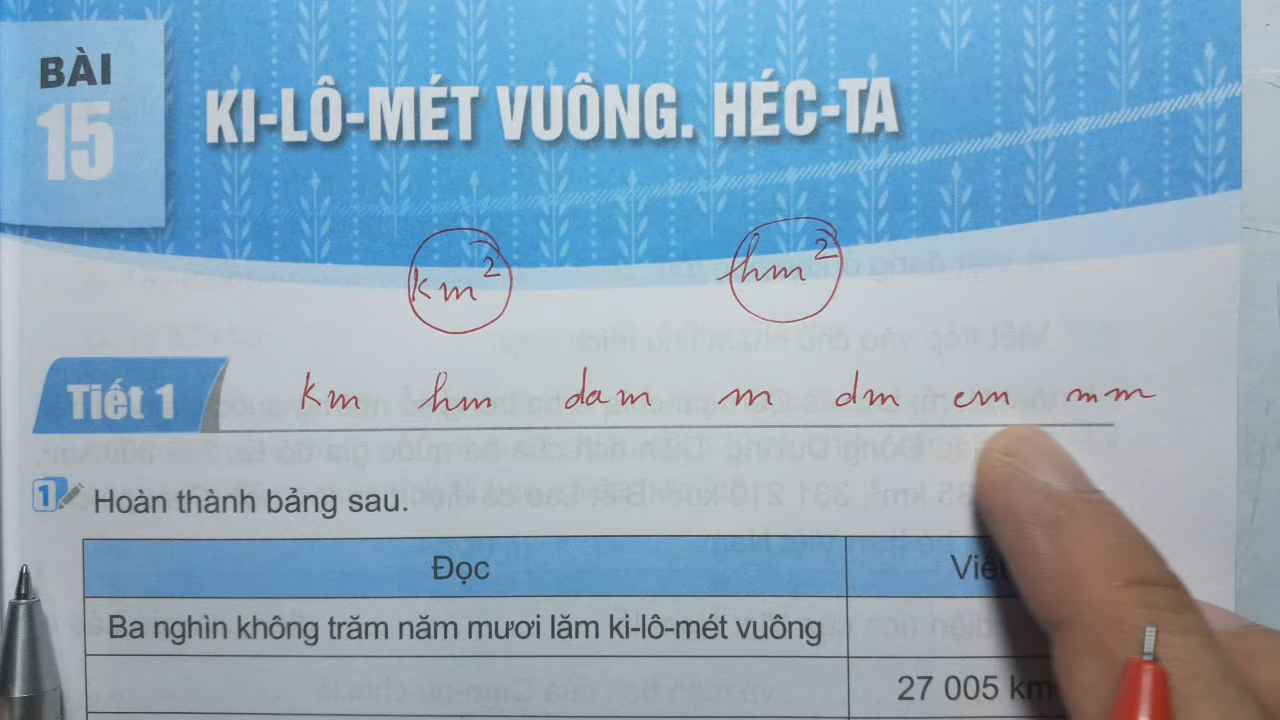 BÀI
15
KI-LÔ-MÉT VUÔNG. HÉC-TA
km² hm²
Tiết 1
km hm dam m dm cm mm
1 Hoàn thành bảng sau.
Đọc
Ba nghìn không trăm năm mươi lăm ki-lô-mét vuông
27 005